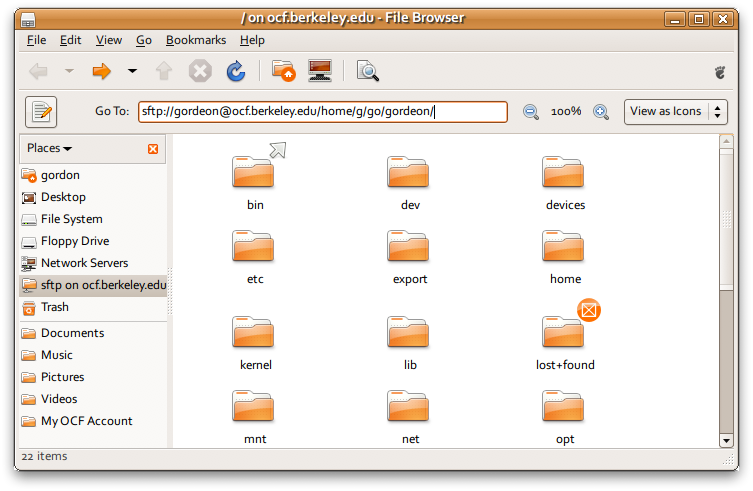 / on ocf.berkeley.edu - File Browser
File Edit View Go Bookmarks Help
Go To: sftp://gordeon@ocf.berkeley.edu/home/g/go/gordeon/ 100% View as Icons
Places
gordon
Desktop
File System
Floppy Drive
Network Servers
sftp on ocf.berkeley.edu
Trash
Documents
Music
Pictures
Videos
My OCF Account
bin dev devices
etc export home
kernel lib lost+found
mnt net opt
22 items